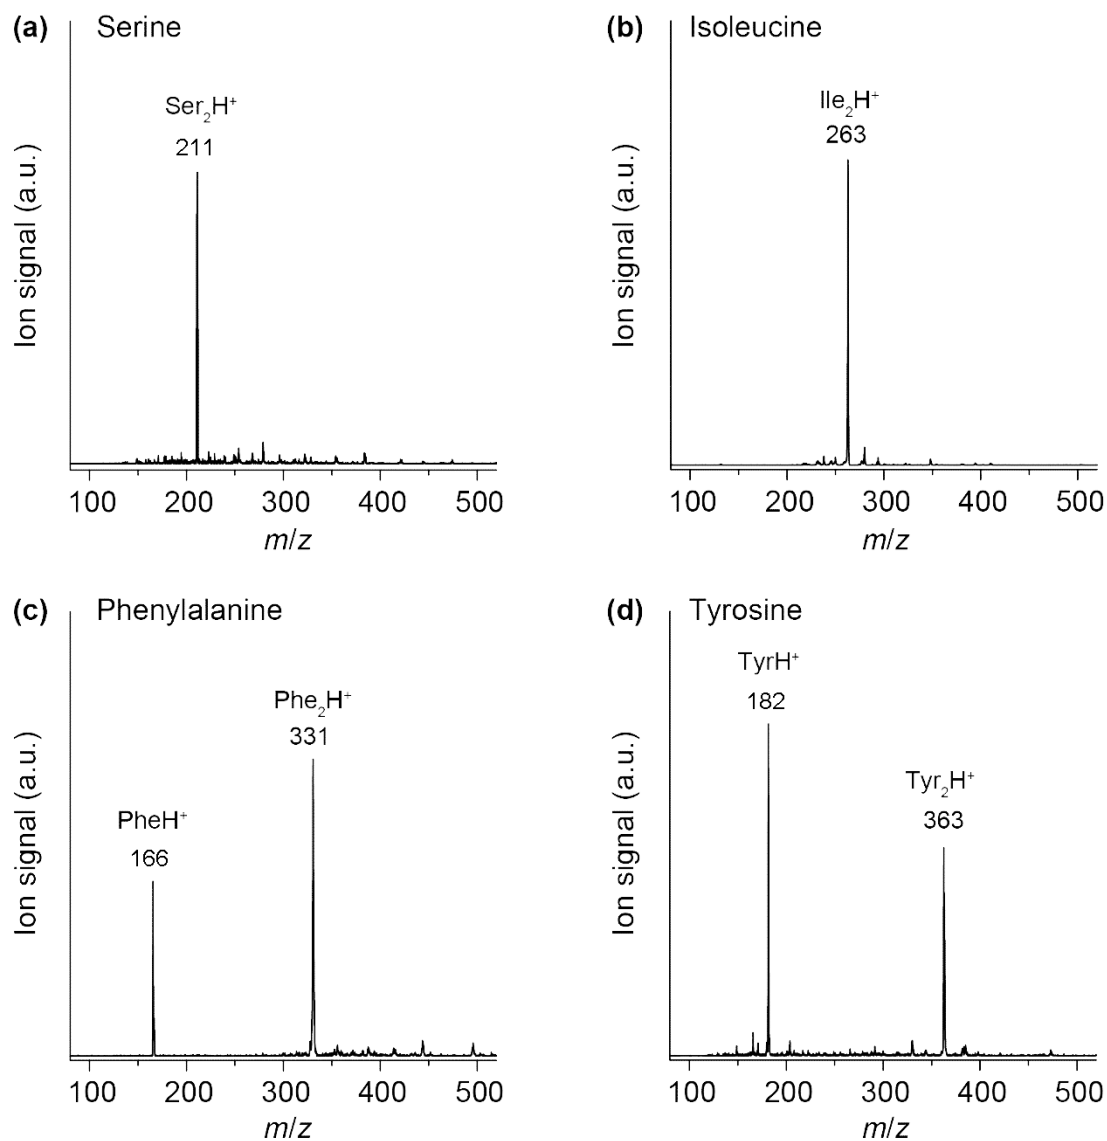 (a) Serine
Ser₂H⁺
211
Ion signal (a.u.)
100 200 300 400 500
m/z
(b) Isoleucine
Ile₂H⁺
263
Ion signal (a.u.)
100 200 300 400 500
m/z
(c) Phenylalanine
Phe₂H⁺
331
PheH⁺
166
Ion signal (a.u.)
100 200 300 400 500
m/z
(d) Tyrosine
TyrH⁺
182
Tyr₂H⁺
363
Ion signal (a.u.)
100 200 300 400 500
m/z